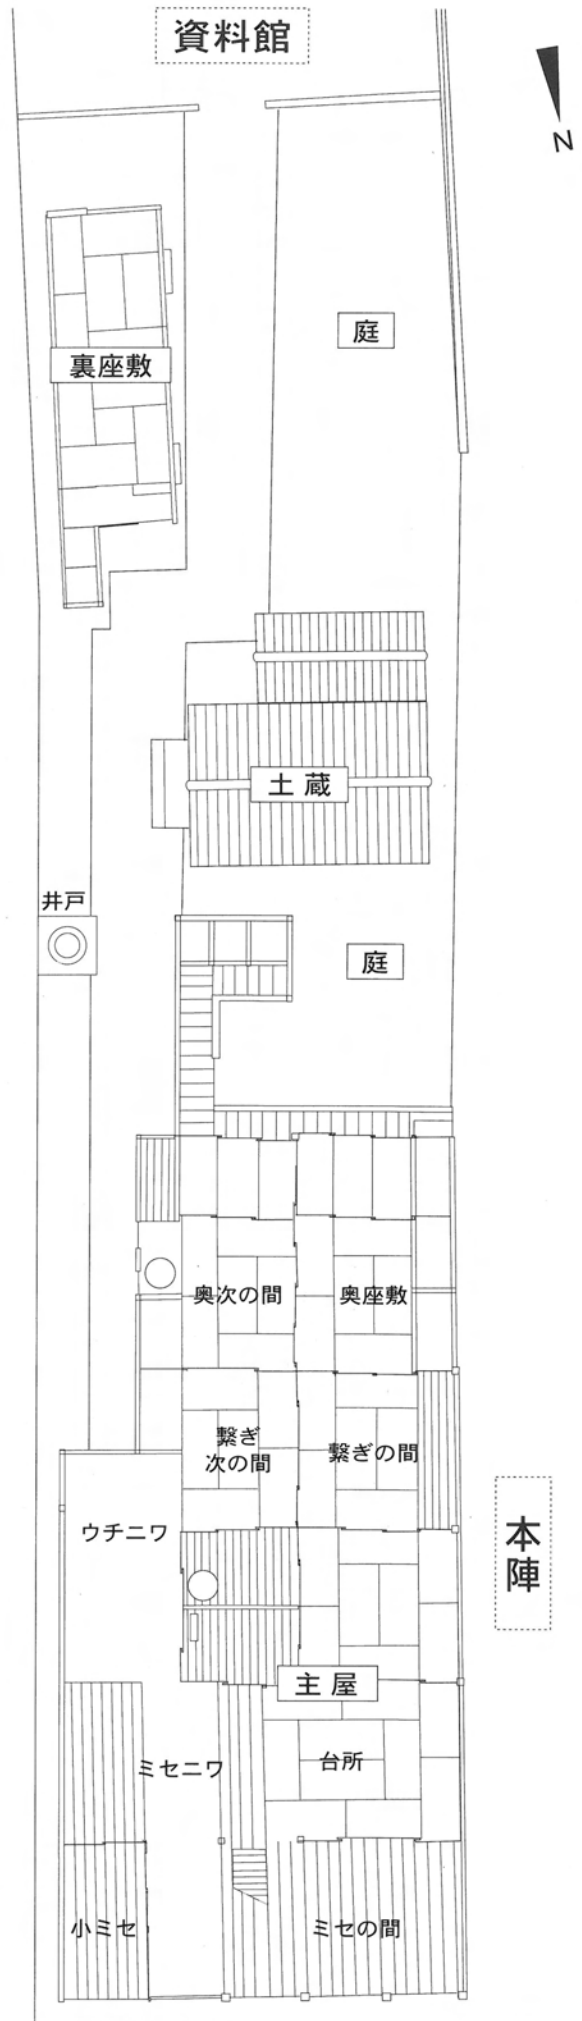 資料館
N
庭
裏座敷
土蔵
井戸
庭
奥次の間
奥座敷
繋ぎ
次の間
繋ぎの間
ウチニワ
本陣
主屋
ミセニワ
台所
小ミセ
ミセの間